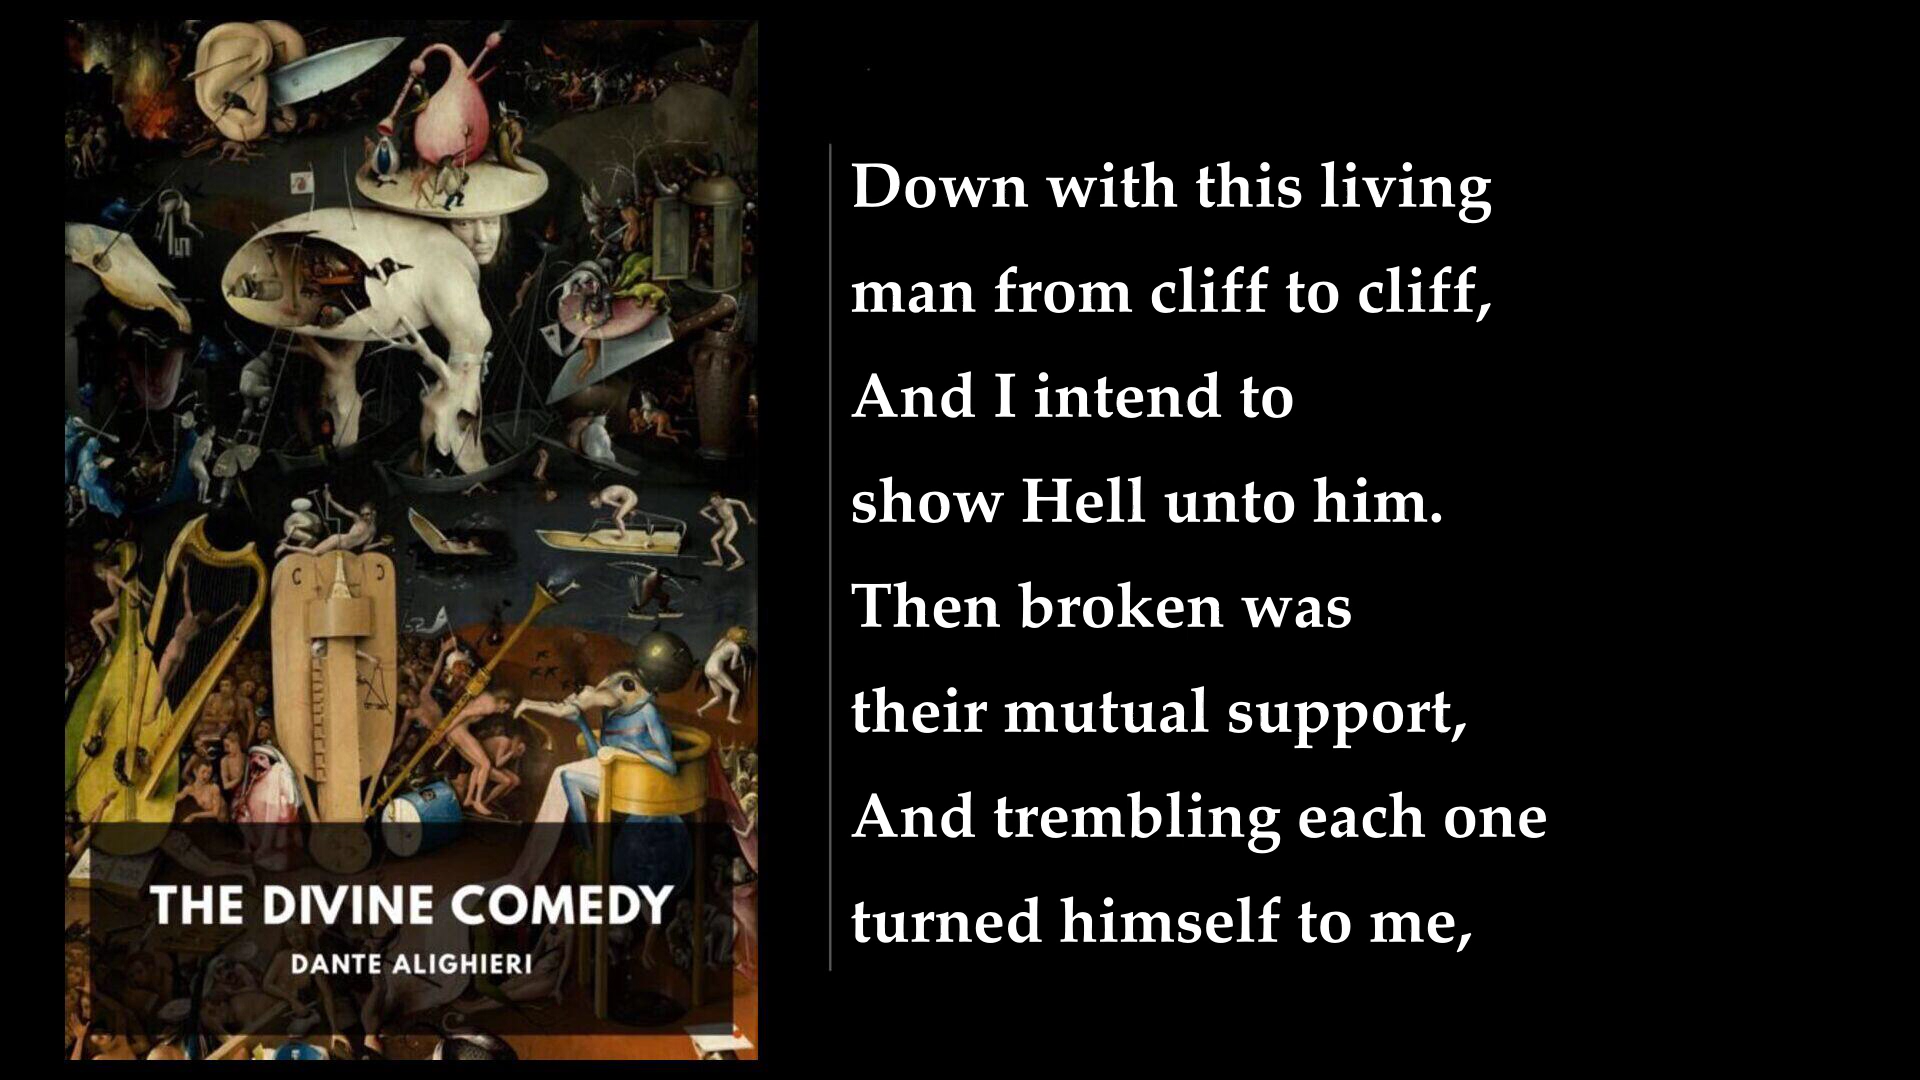 THE DIVINE COMEDY
DANTE ALIGHIERI
Down with this living
man from cliff to cliff,
And I intend to
show Hell unto him.
Then broken was
their mutual support,
And trembling each one
turned himself to me,